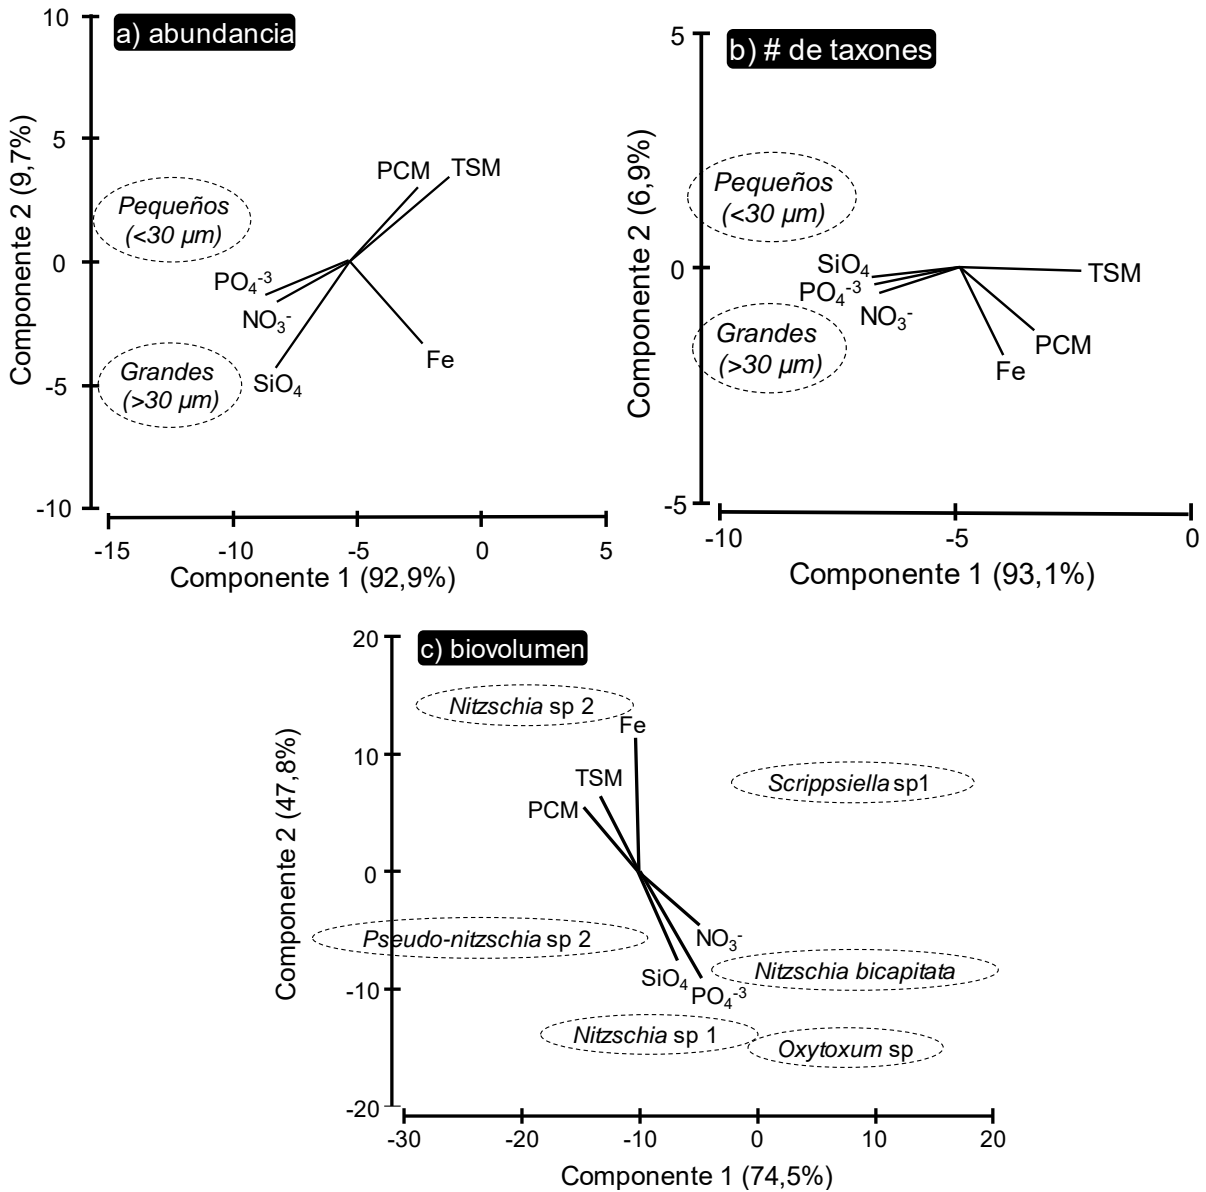 a) abundancia
10
5
0
-5
-10
Componente 2 (9,7%)
PCM
TSM
Pequeños
(<30 µm)
PO₄⁻³
NO₃⁻
SiO₄
Fe
Grandes
(>30 µm)
-15
-10
-5
0
5
Componente 1 (92,9%)
b) # de taxones
5
0
-5
Componente 2 (6,9%)
Pequeños
(<30 µm)
SiO₄
PO₄⁻³
NO₃⁻
TSM
PCM
Fe
Grandes
(>30 µm)
-10
-5
0
Componente 1 (93,1%)
c) biovolumen
20
10
0
-10
-20
Componente 2 (47,8%)
Nitzschia sp 2
Fe
TSM
PCM
Scrippsiella sp1
Pseudo-nitzschia sp 2
NO₃⁻
SiO₄
PO₄⁻³
Nitzschia bicapitata
Nitzschia sp 1
Oxytoxum sp
-30
-20
-10
0
10
20
Componente 1 (74,5%)